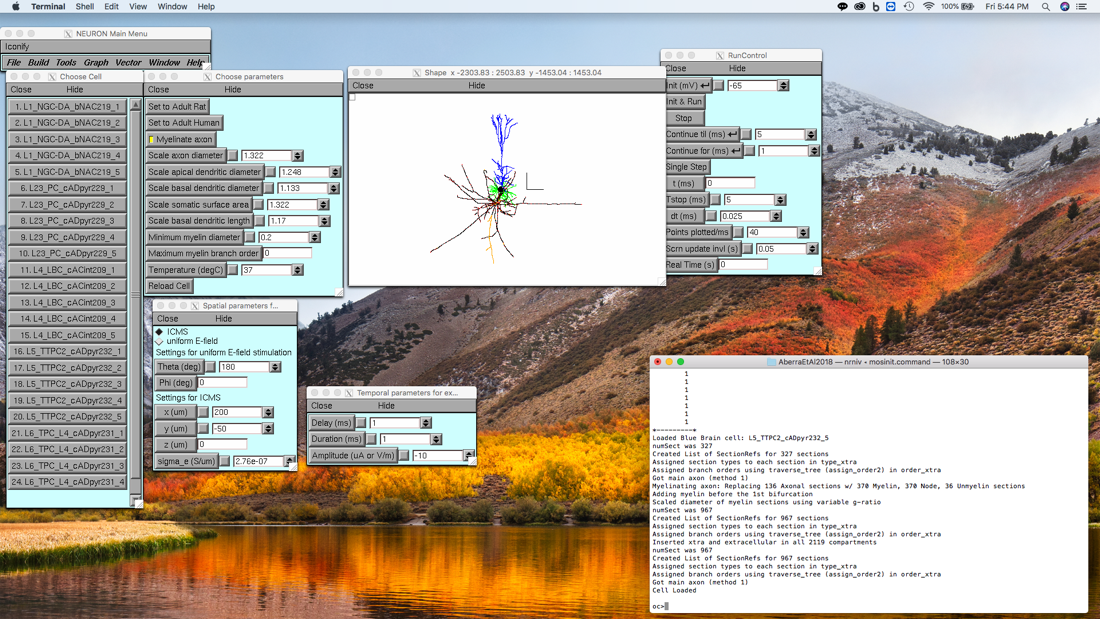 Terminal Shell Edit View Window Help
100% Fri 5:44 PM
NEURON Main Menu
Iconify
File Build Tools Graph Vector Window Help
Choose Cell
Close Hide
1. L1_NGC-DA_bNAC219_1
2. L1_NGC-DA_bNAC219_2
3. L1_NGC-DA_bNAC219_3
4. L1_NGC-DA_bNAC219_4
5. L1_NGC-DA_bNAC219_5
6. L23_PC_cADpyr229_1
7. L23_PC_cADpyr229_2
8. L23_PC_cADpyr229_3
9. L23_PC_cADpyr229_4
10. L23_PC_cADpyr229_5
11. L4_LBC_cACint209_1
12. L4_LBC_cACint209_2
13. L4_LBC_cACint209_3
14. L4_LBC_cACint209_4
15. L4_LBC_cACint209_5
16. L5_TTPC2_cADpyr232_1
17. L5_TTPC2_cADpyr232_2
18. L5_TTPC2_cADpyr232_3
19. L5_TTPC2_cADpyr232_4
20. L5_TTPC2_cADpyr232_5
21. L6_TPC_L4_cADpyr231_1
22. L6_TPC_L4_cADpyr231_2
23. L6_TPC_L4_cADpyr231_3
24. L6_TPC_L4_cADpyr231_4
Choose parameters
Close Hide
Set to Adult Rat
Set to Adult Human
Myelinate axon
Scale axon diameter 1.322
Scale apical dendritic diameter 1.248
Scale basal dendritic diameter 1.133
Scale somatic surface area 1.322
Scale basal dendritic length 1.17
Minimum myelin diameter 0.2
Maximum myelin branch order 0
Temperature (degC) 37
Reload Cell
Spatial parameters f...
Close Hide
ICMS
uniform E-field
Settings for uniform E-field stimulation
Theta (deg) 180
Phi (deg) 0
Settings for ICMS
x (um) 200
y (um) -50
z (um) 0
sigma_e (S/um) 2.76e-07
Shape x -2303.83 : 2503.83 y -1453.04 : 1453.04
Close Hide
Temporal parameters for ex...
Close Hide
Delay (ms) 1
Duration (ms) 1
Amplitude (uA or V/m) -10
RunControl
Close Hide
Init (mV) -65
Init & Run
Stop
Continue til (ms) 5
Continue for (ms) 1
Single Step
t (ms) 0
Tstop (ms) 5
dt (ms) 0.025
Points plotted/ms 40
Scrn update invl (s) 0.05
Real Time (s) 0
AberraEtAl2018 — nrniv ◂ mosinit.command — 108×30
1
1
1
1
1
1
1
+---------+
Loaded Blue Brain cell: L5_TTPC2_cADpyr232_5
numSect was 327
Created List of SectionRefs for 327 sections
Assigned section types to each section in type_xtra
Assigned branch orders using traverse_tree (assign_order2) in order_xtra
Got main axon (method 1)
Myelinating axon: Replacing 136 Axonal sections w/ 370 Myelin, 370 Node, 36 Unmyelin sections
Adding myelin before the 1st bifurcation
Scaled diameter of myelin sections using variable g-ratio
numSect was 967
Created List of SectionRefs for 967 sections
Assigned section types to each section in type_xtra
Assigned branch orders using traverse_tree (assign_order2) in order_xtra
Inserted xtra and extracellular in all 2119 compartments
numSect was 967
Created List of SectionRefs for 967 sections
Assigned section types to each section in type_xtra
Assigned branch orders using traverse_tree (assign_order2) in order_xtra
Got main axon (method 1)
Cell Loaded
oc>